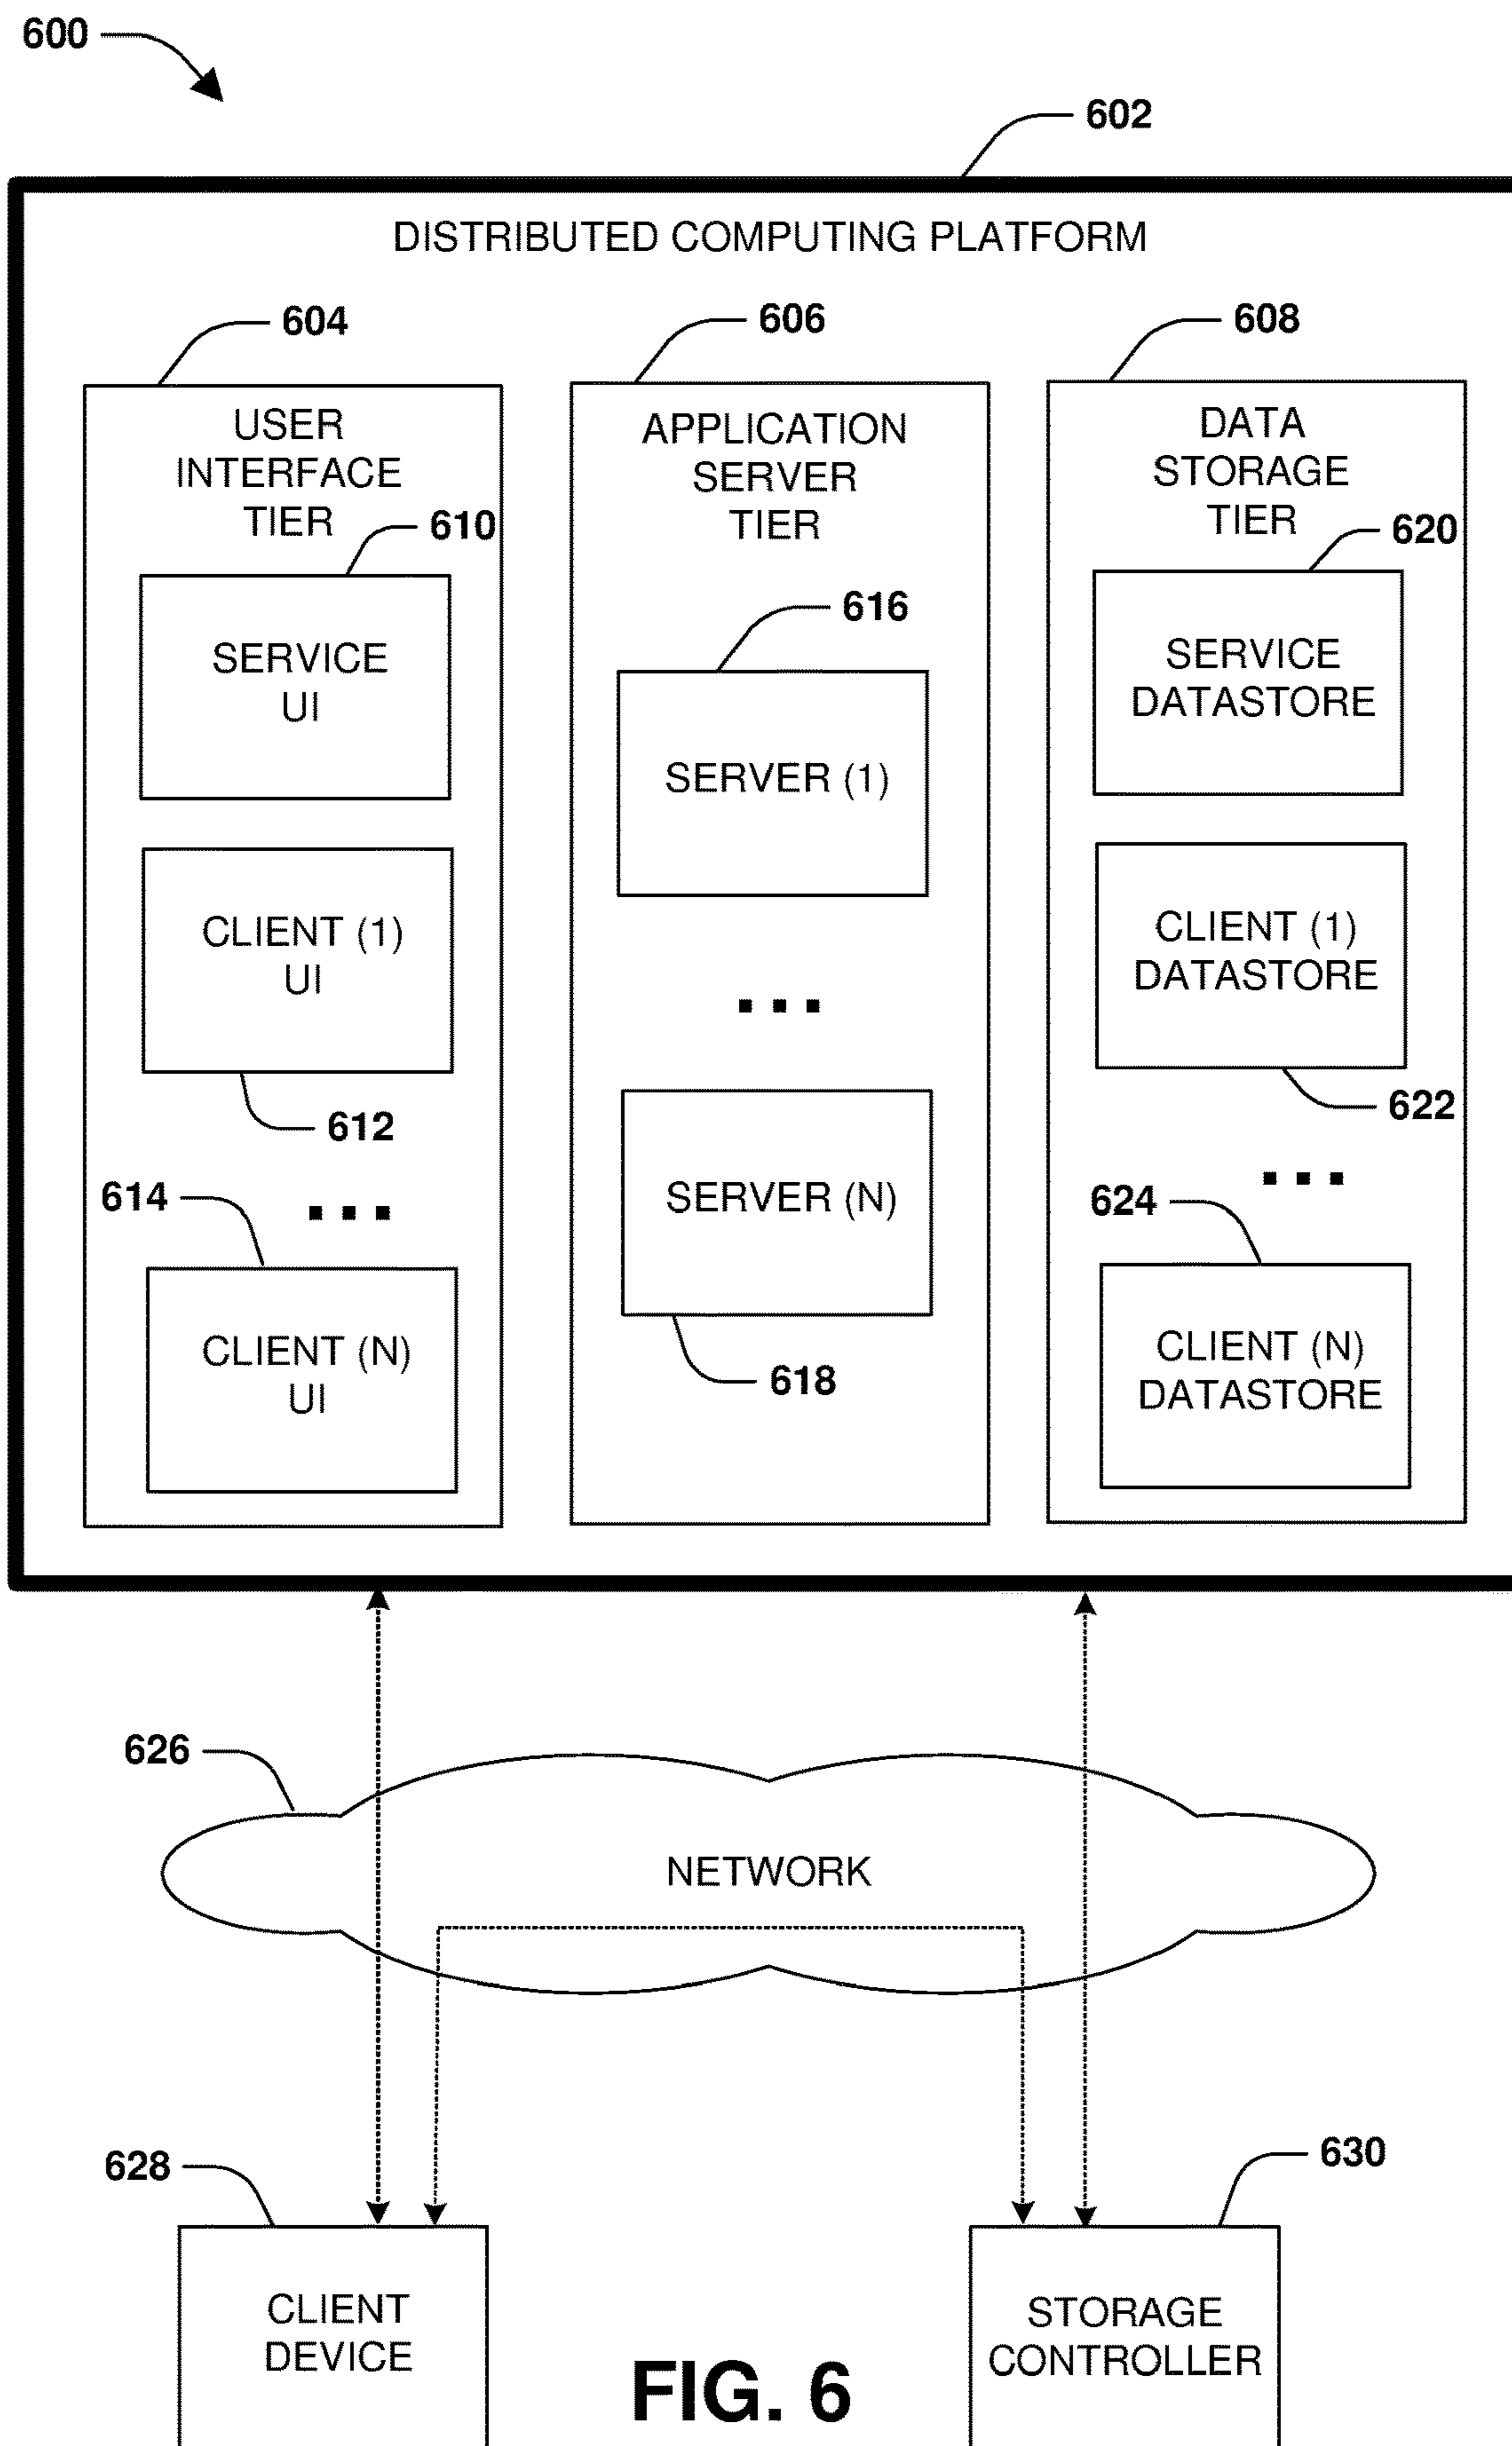 600
602
DISTRIBUTED COMPUTING PLATFORM
604
USER
INTERFACE
TIER
610
SERVICE
UI
CLIENT (1)
UI
612
614
CLIENT (N)
UI
606
APPLICATION
SERVER
TIER
616
SERVER (1)
SERVER (N)
618
608
DATA
STORAGE
TIER
620
SERVICE
DATASTORE
CLIENT (1)
DATASTORE
622
624
CLIENT (N)
DATASTORE
626
NETWORK
628
CLIENT
DEVICE
630
STORAGE
CONTROLLER
FIG. 6